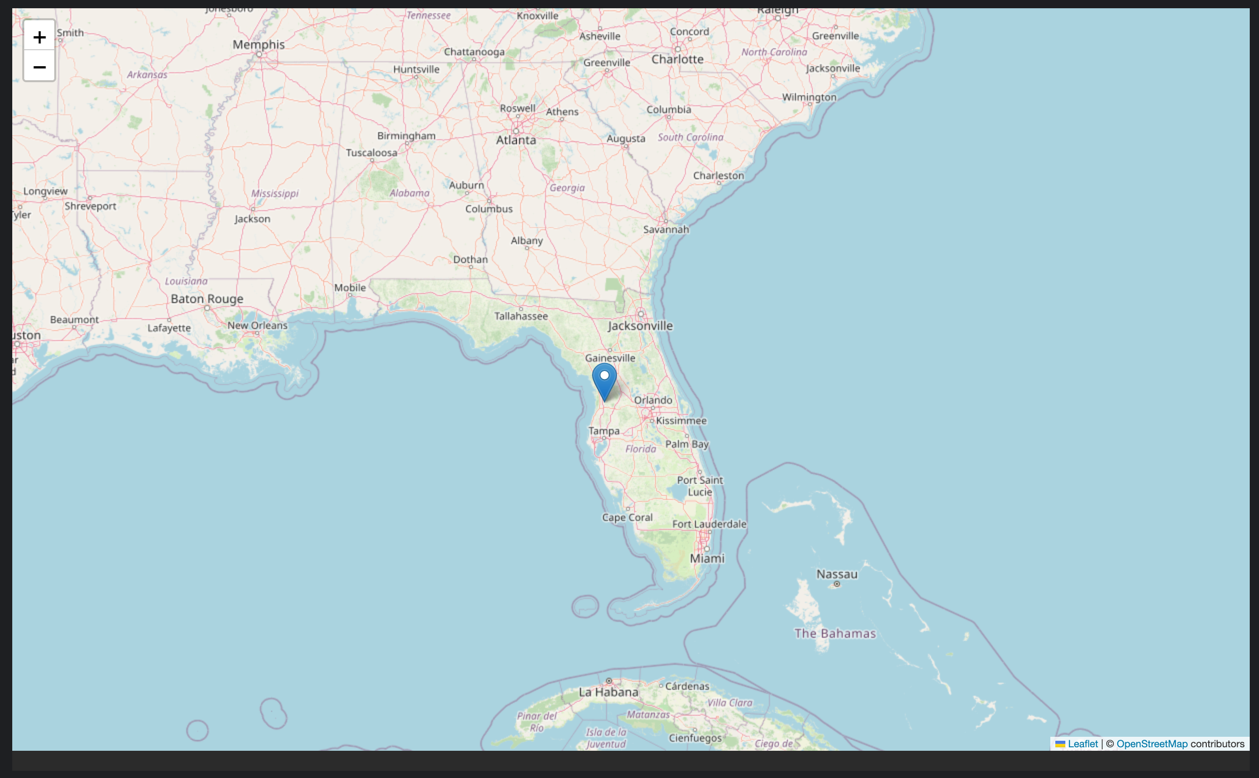 Jonesboro
Tennessee
Knoxville
Raleigh
Smith
Memphis
Asheville
Concord
Greenville
Chattanooga
Greenville
Charlotte
North Carolina
Arkansas
Huntsville
Jacksonville
Roswell
Athens
Columbia
Wilmington
Birmingham
Atlanta
Augusta
South Carolina
Tuscaloosa
Charleston
Longview
Mississippi
Alabama
Auburn
Georgia
Shreveport
Columbus
yler
Jackson
Savannah
Albany
Dothan
Louisiana
Mobile
Baton Rouge
Tallahassee
Beaumont
Lafayette
New Orleans
Jacksonville
uston
Gainesville
Orlando
Kissimmee
Tampa
Florida
Palm Bay
Port Saint
Lucie
Cape Coral
Fort Lauderdale
Miami
Nassau
The Bahamas
La Habana
Cárdenas
Villa Clara
Pinar del
Río
Matanzas
Isla de la
Juventud
Cienfuegos
Ciego de
+
−
Leaflet | © OpenStreetMap contributors